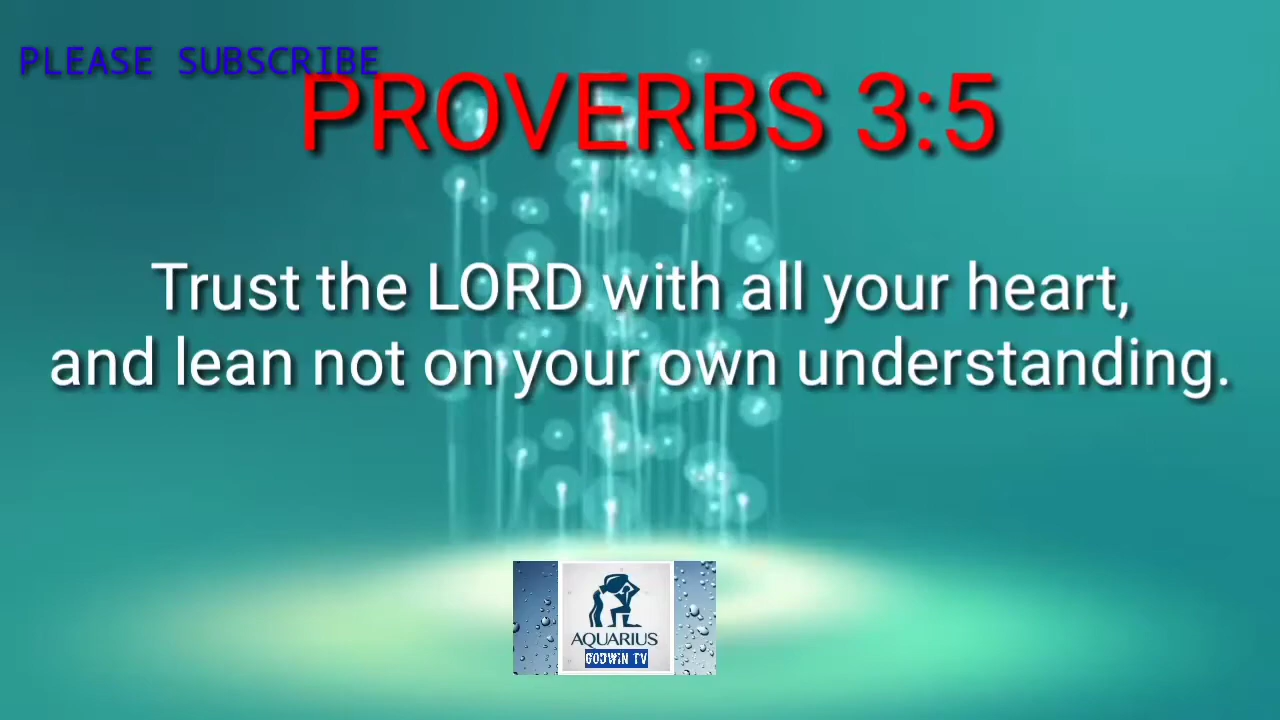 PLEASE SUBSCRIBE
PROVERBS 3:5
Trust the LORD with all your heart,
and lean not on your own understanding.
AQUARIUS
GODWIN TV